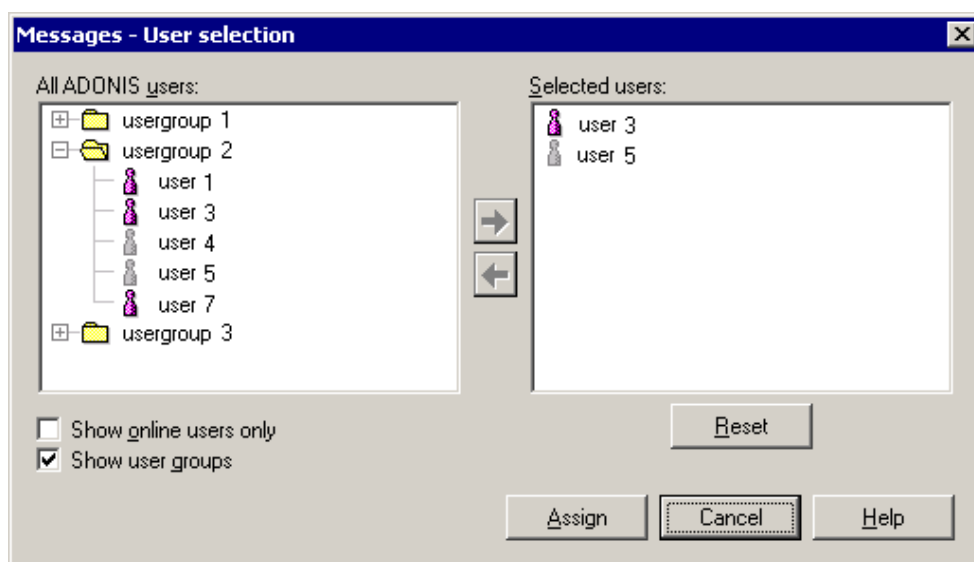 Messages - User selection
All ADONIS users:
usergroup 1
usergroup 2
user 1
user 3
user 4
user 5
user 7
usergroup 3
Selected users:
user 3
user 5
Show online users only
Show user groups
Reset
Assign
Cancel
Help